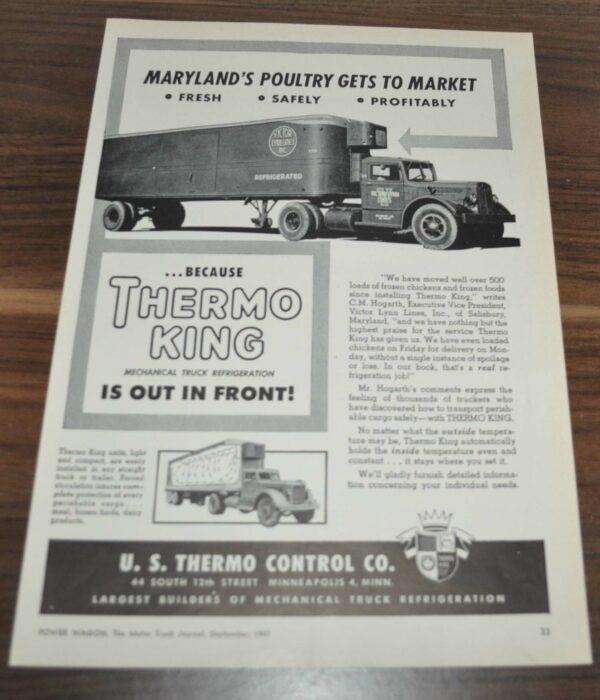 MARYLAND'S POULTRY GETS TO MARKET
• FRESH • SAFELY • PROFITABLY
VICTOR
LYNN LINES
INC.
REFRIGERATED
...BECAUSE
THERMO
KING
MECHANICAL TRUCK REFRIGERATION
IS OUT IN FRONT!
"We have moved well over 500
loads of frozen chickens and frozen foods
since installing Thermo King," writes
C.M. Hogarth, Executive Vice President,
Victor Lynn Lines, Inc., of Salisbury,
Maryland, "and we have nothing but the
highest praise for the service Thermo
King has given us. We have even loaded
chickens on Friday for delivery on Mon-
day, without a single instance of spoilage
or loss. In our book, that's a real re-
frigeration job!"
Mr. Hogarth's comments express the
feeling of thousands of truckers who
have discovered how to transport perish-
able cargo safely—with THERMO KING.
No matter what the outside tempera-
ture may be, Thermo King automatically
holds the inside temperature even and
constant . . . it stays where you set it.
We'll gladly furnish detailed informa-
tion concerning your individual needs.
Thermo King units, light
and compact, are easily
installed in any straight
truck or trailer. Forced
circulation insures com-
plete protection of every
perishable cargo . . .
meat, frozen foods, dairy
products.
U. S. THERMO CONTROL CO.
44 SOUTH 12th STREET MINNEAPOLIS 4, MINN.
LARGEST BUILDERS OF MECHANICAL TRUCK REFRIGERATION
POWER WAGON, The Motor Truck Journal, September, 1947
33